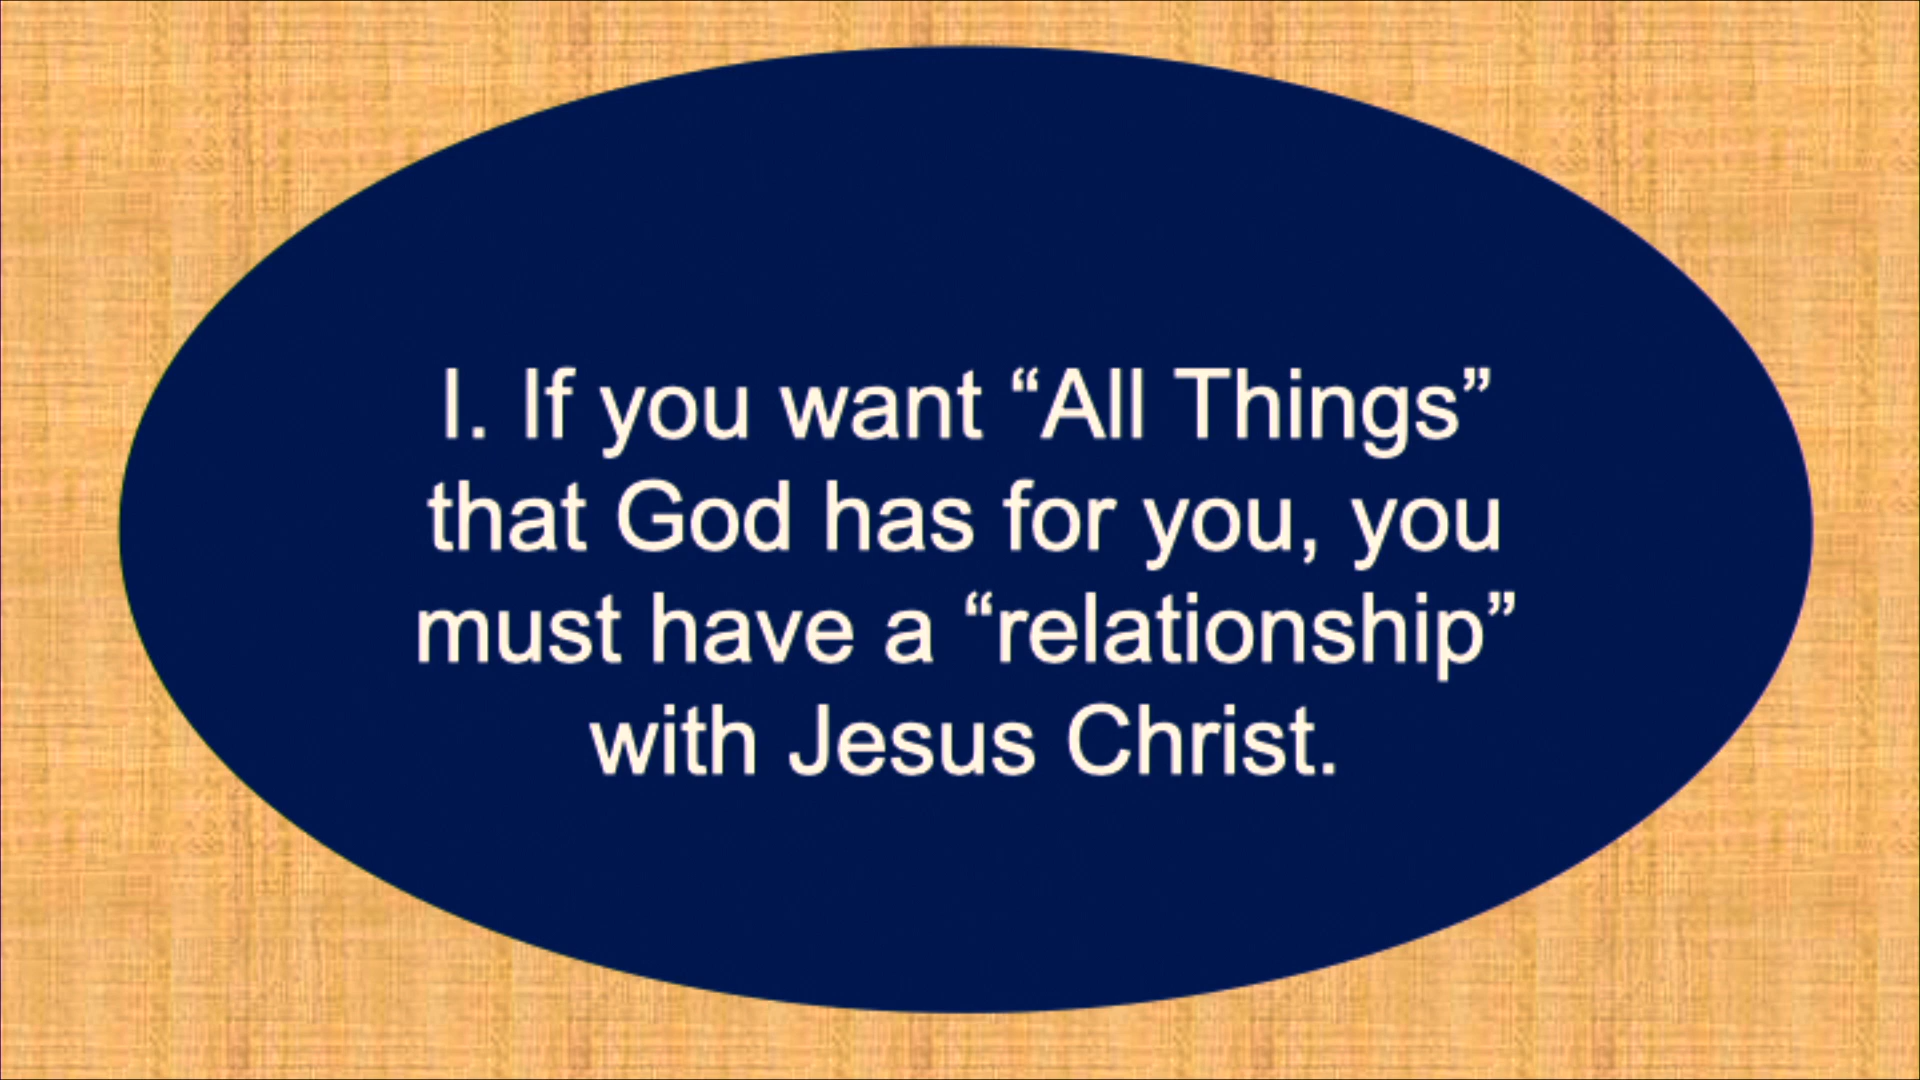 I. If you want “All Things”
that God has for you, you
must have a “relationship”
with Jesus Christ.